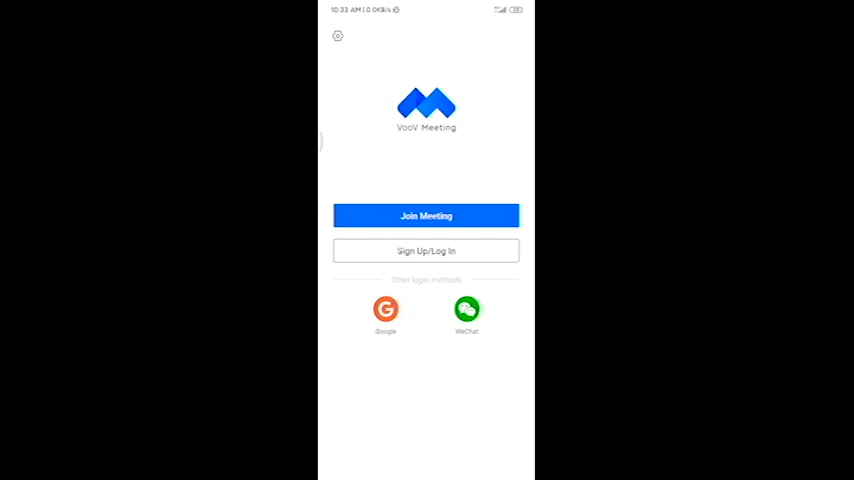 10:33 AM | 0.0KB/s
VooV Meeting
Join Meeting
Sign Up/Log In
Other login methods
Google
WeChat